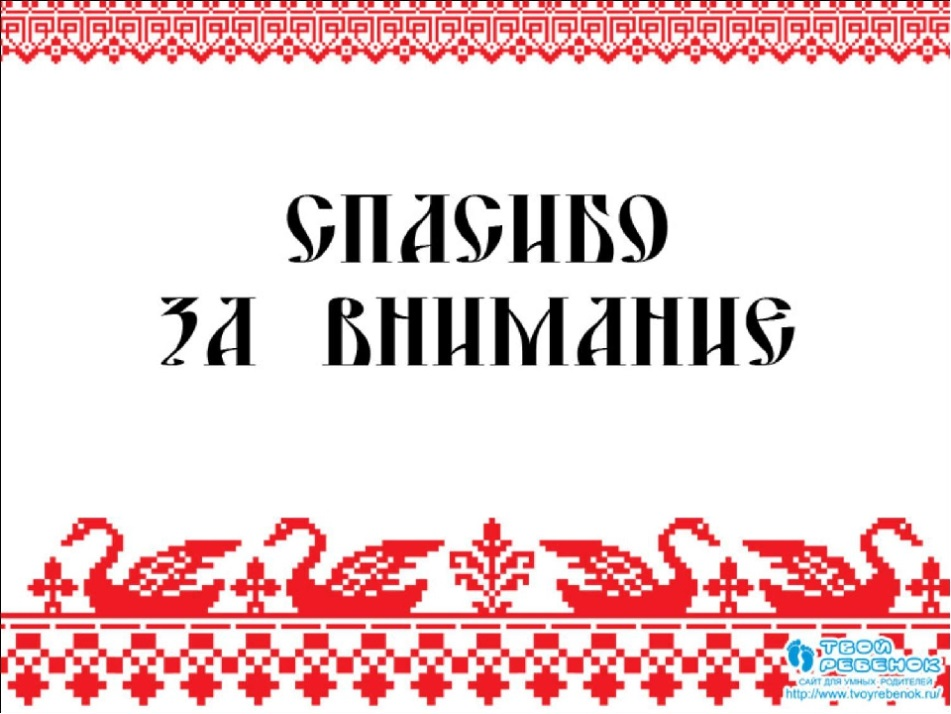 СПАСИБО
ЗА ВНИМАНИЕ
ТВОЙ
РЕБЕНОК
САЙТ ДЛЯ УМНЫХ РОДИТЕЛЕЙ
http://www.tvoyrebenok.ru/